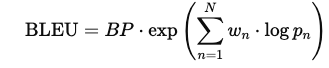 BLEU = BP · exp ( ∑_{n=1}^{N} w_n · log p_n )